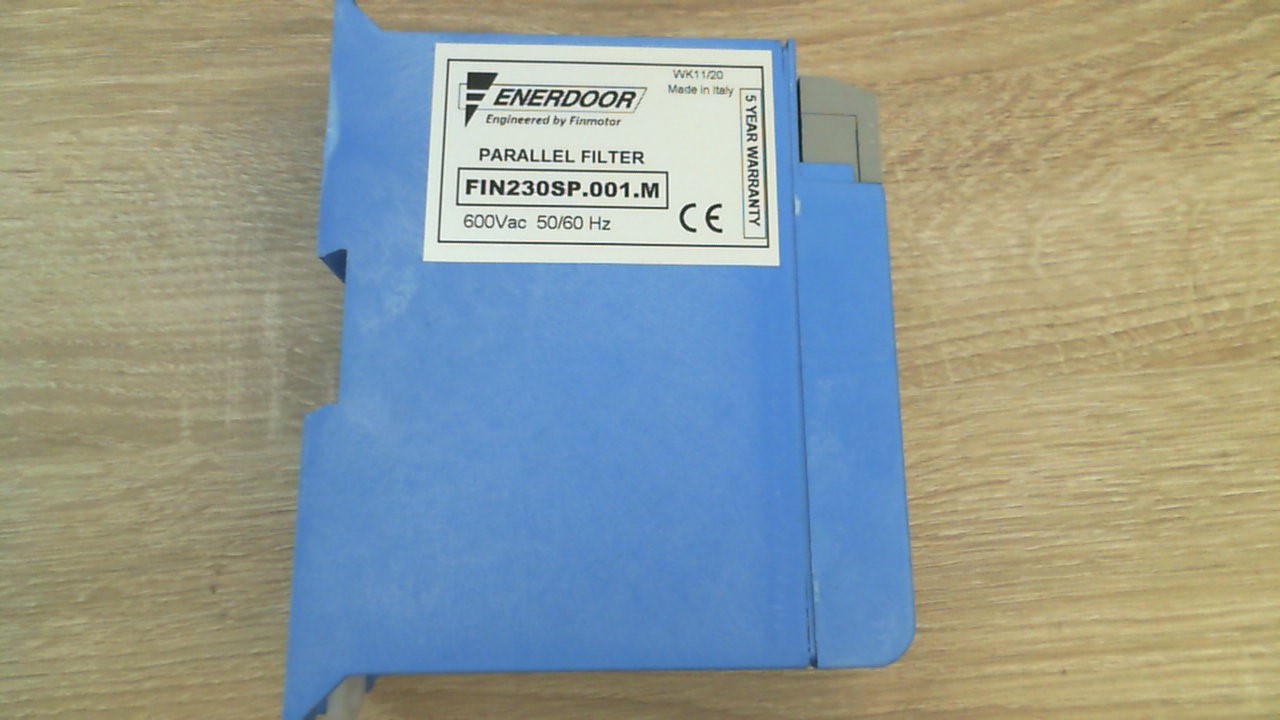 WK11/20
Made in Italy
ENERDOOR
Engineered by Finmotor
PARALLEL FILTER
FIN230SP.001.M
600Vac 50/60 Hz
CE
5 YEAR WARRANTY